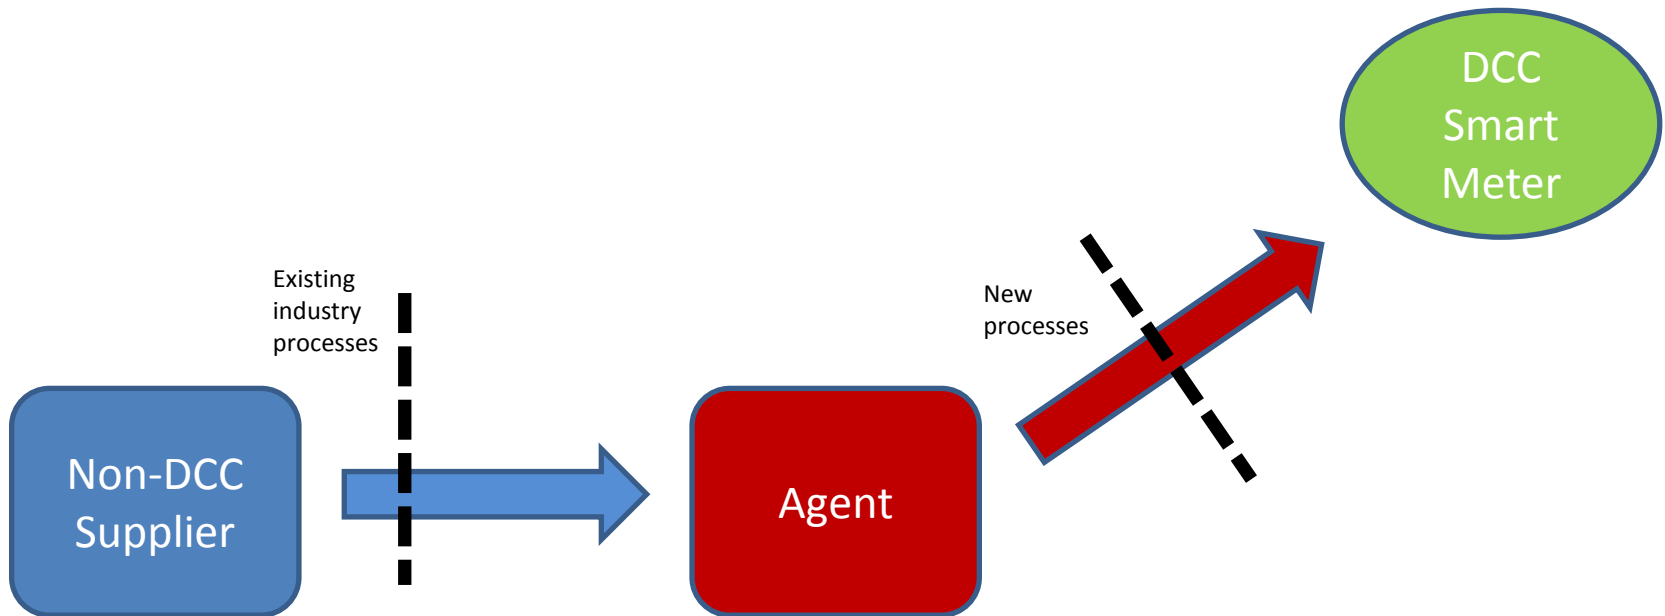 DCC
Smart
Meter
Existing
industry
processes
New
processes
Non-DCC
Supplier
Agent